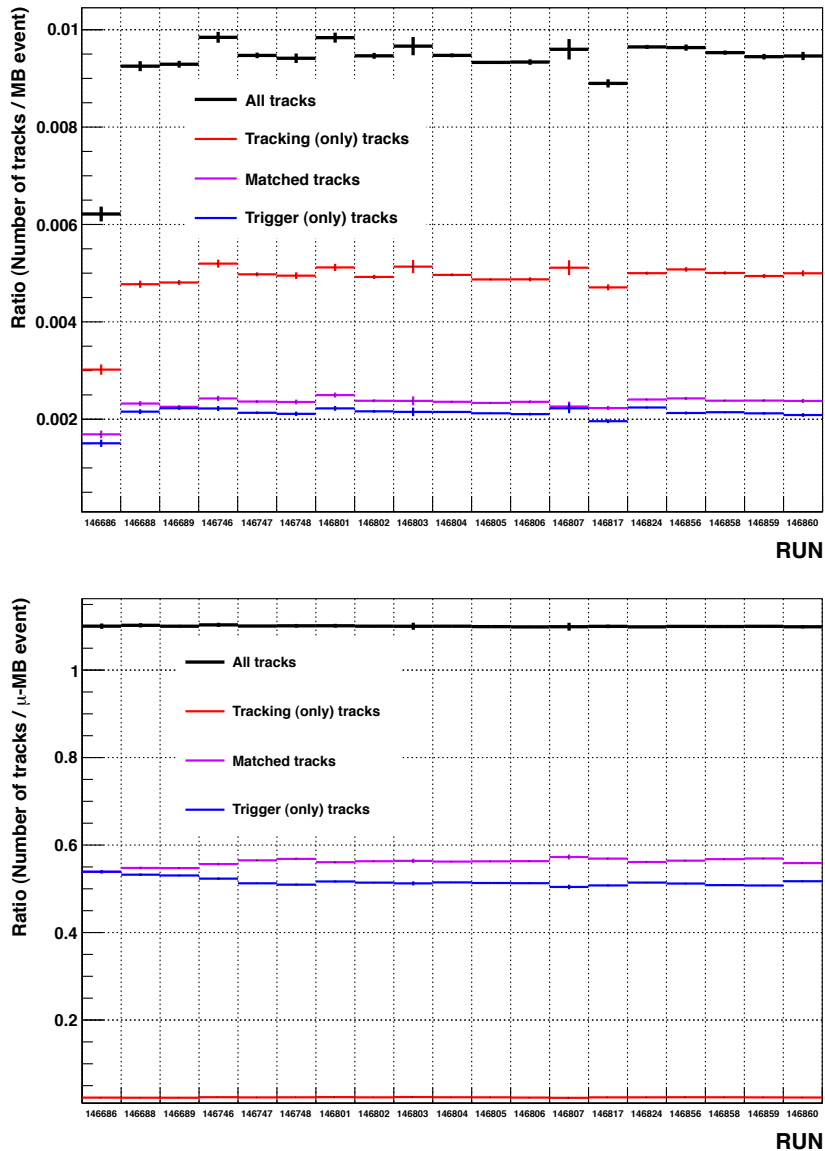 Ratio (Number of tracks / MB event)
0.01
0.008
0.006
0.004
0.002
All tracks
Tracking (only) tracks
Matched tracks
Trigger (only) tracks
146686 146688 146689 146746 146747 146748 146801 146802 146803 146804 146805 146806 146807 146817 146824 146856 146858 146859 146860
RUN
Ratio (Number of tracks / μ-MB event)
1
0.8
0.6
0.4
0.2
All tracks
Tracking (only) tracks
Matched tracks
Trigger (only) tracks
146686 146688 146689 146746 146747 146748 146801 146802 146803 146804 146805 146806 146807 146817 146824 146856 146858 146859 146860
RUN